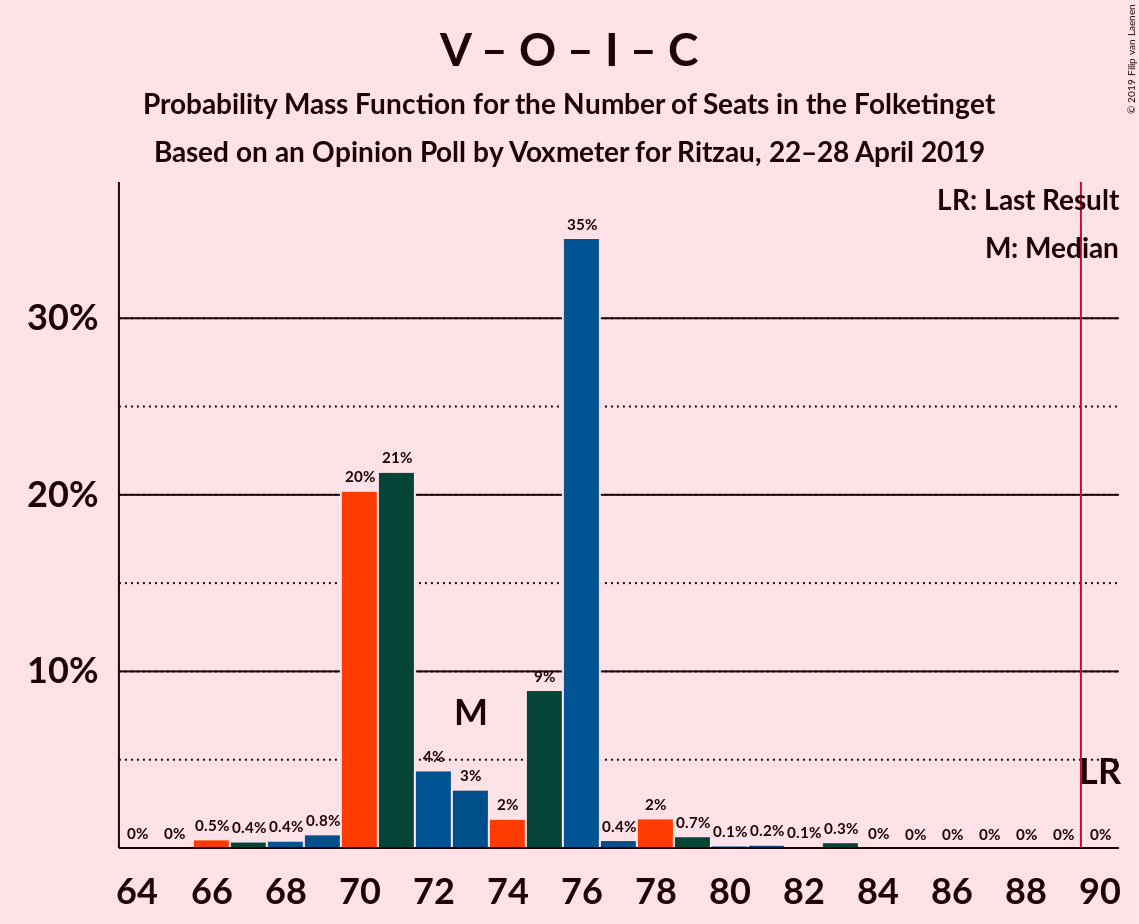 V – O – I – C
Probability Mass Function for the Number of Seats in the Folketinget
Based on an Opinion Poll by Voxmeter for Ritzau, 22–28 April 2019
© 2019 Filip van Laenen
LR: Last Result
M: Median
30%
20%
10%
0% 0% 0.5% 0.4% 0.4% 0.8% 20% 21% 4% 3% 2% 9% 35% 0.4% 2% 0.7% 0.1% 0.2% 0.1% 0.3% 0% 0% 0% 0% 0% 0% 0%
M
LR
64 66 68 70 72 74 76 78 80 82 84 86 88 90